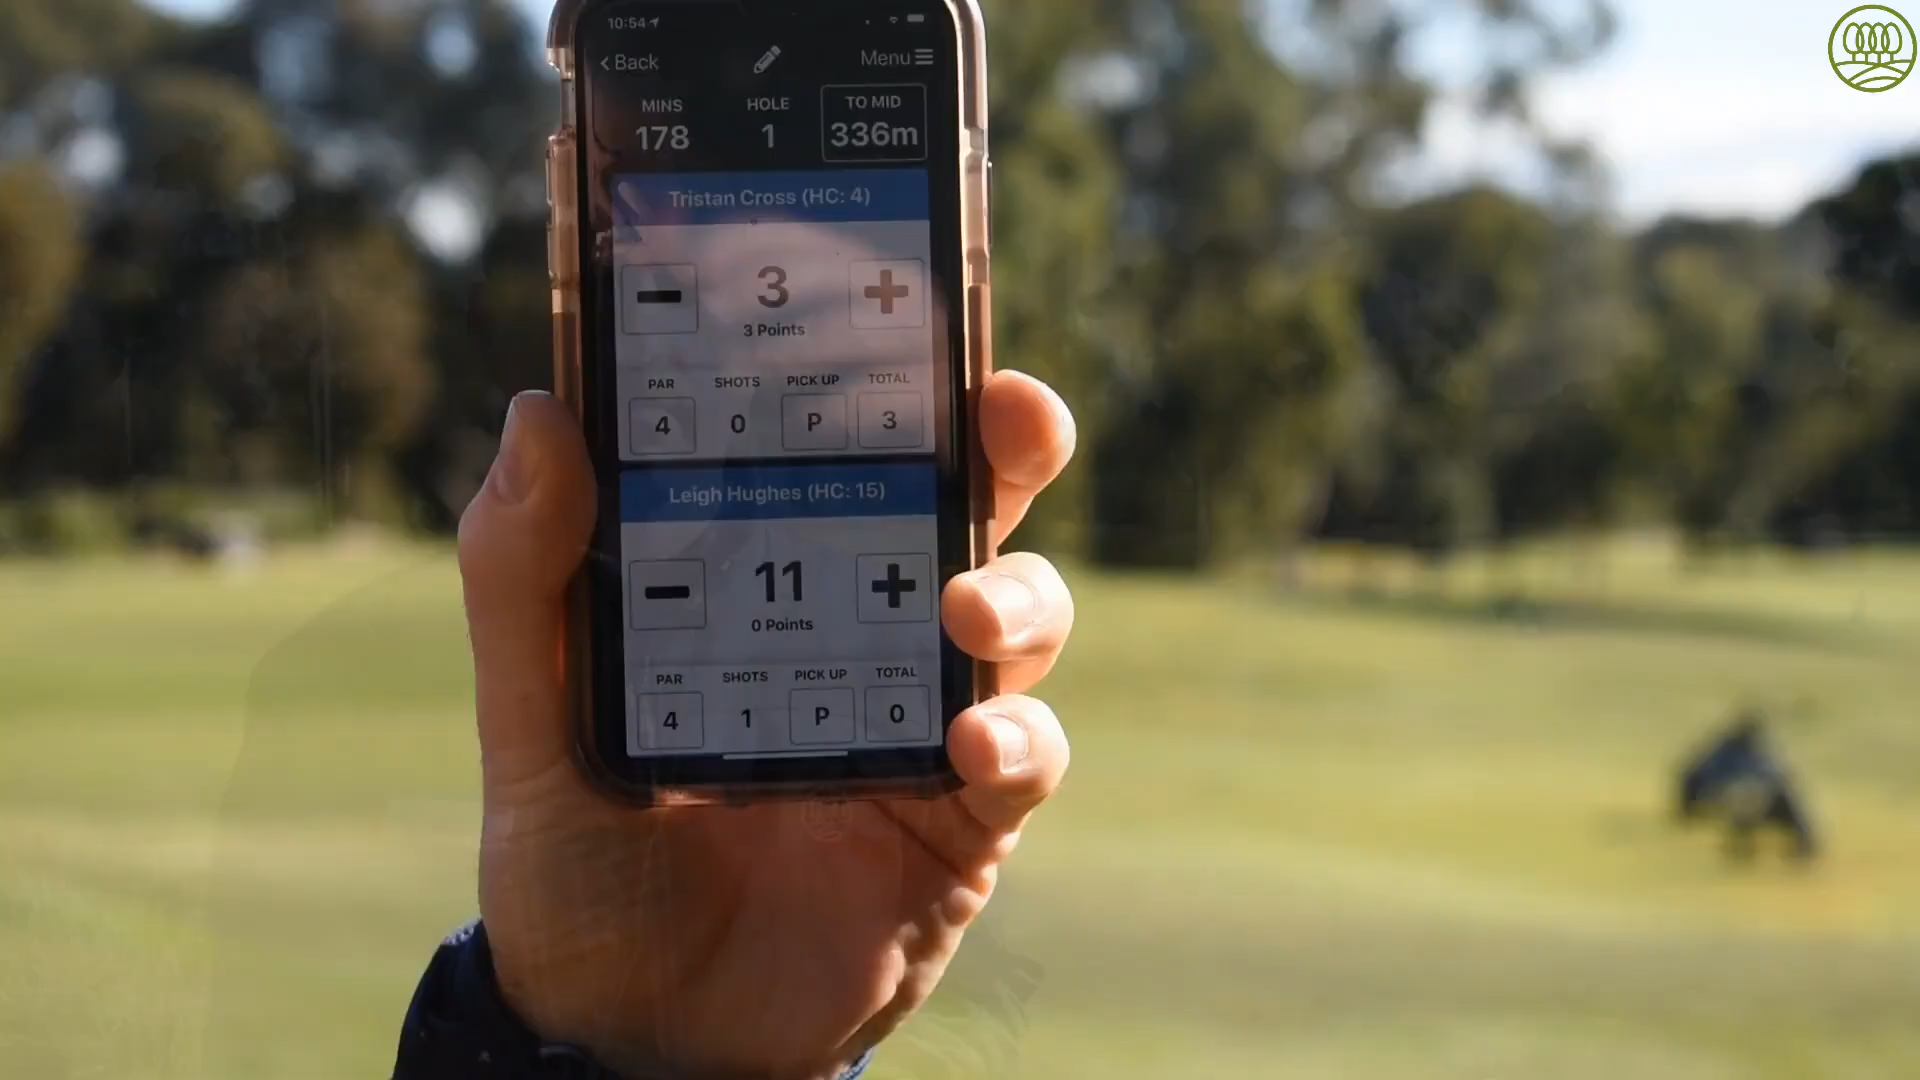 10:54
Back
Menu
MINS
HOLE
TO MID
178
1
336m
Tristan Cross (HC: 4)
3
3 Points
PAR
SHOTS
PICK UP
TOTAL
4
0
P
3
Leigh Hughes (HC: 15)
11
0 Points
PAR
SHOTS
PICK UP
TOTAL
4
1
P
0